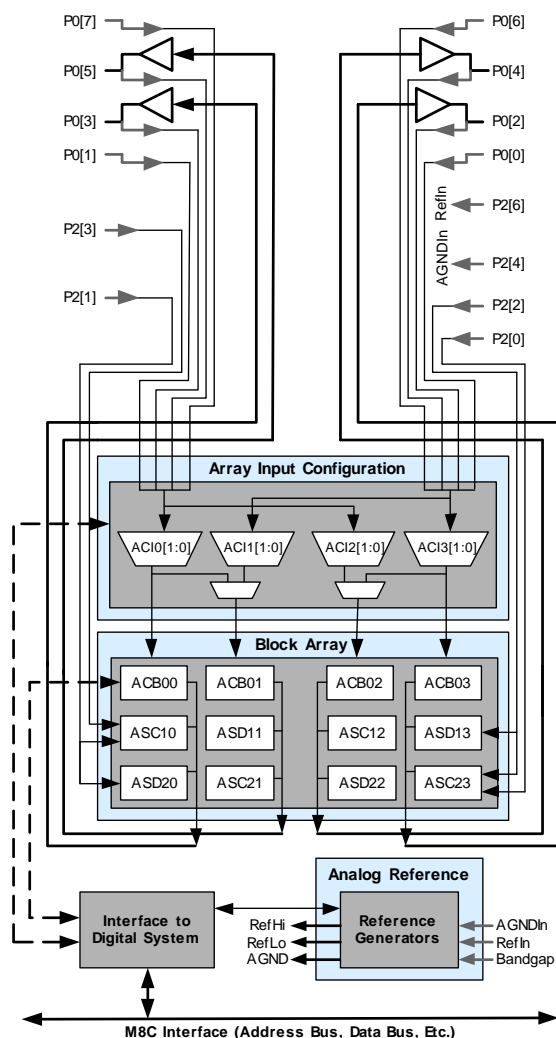 P0[7]
P0[6]
P0[5]
P0[4]
P0[3]
P0[2]
P0[1]
P0[0]
AGNDIn RefIn
P2[6]
P2[3]
P2[4]
P2[1]
P2[2]
P2[0]
Array Input Configuration
ACI0[1:0] ACI1[1:0] ACI2[1:0] ACI3[1:0]
Block Array
ACB00 ACB01 ACB02 ACB03
ASC10 ASD11 ASC12 ASD13
ASD20 ASC21 ASD22 ASC23
Analog Reference
Interface to
Digital System
RefHi
RefLo
AGND
Reference
Generators
AGNDIn
RefIn
Bandgap
M8C Interface (Address Bus, Data Bus, Etc.)